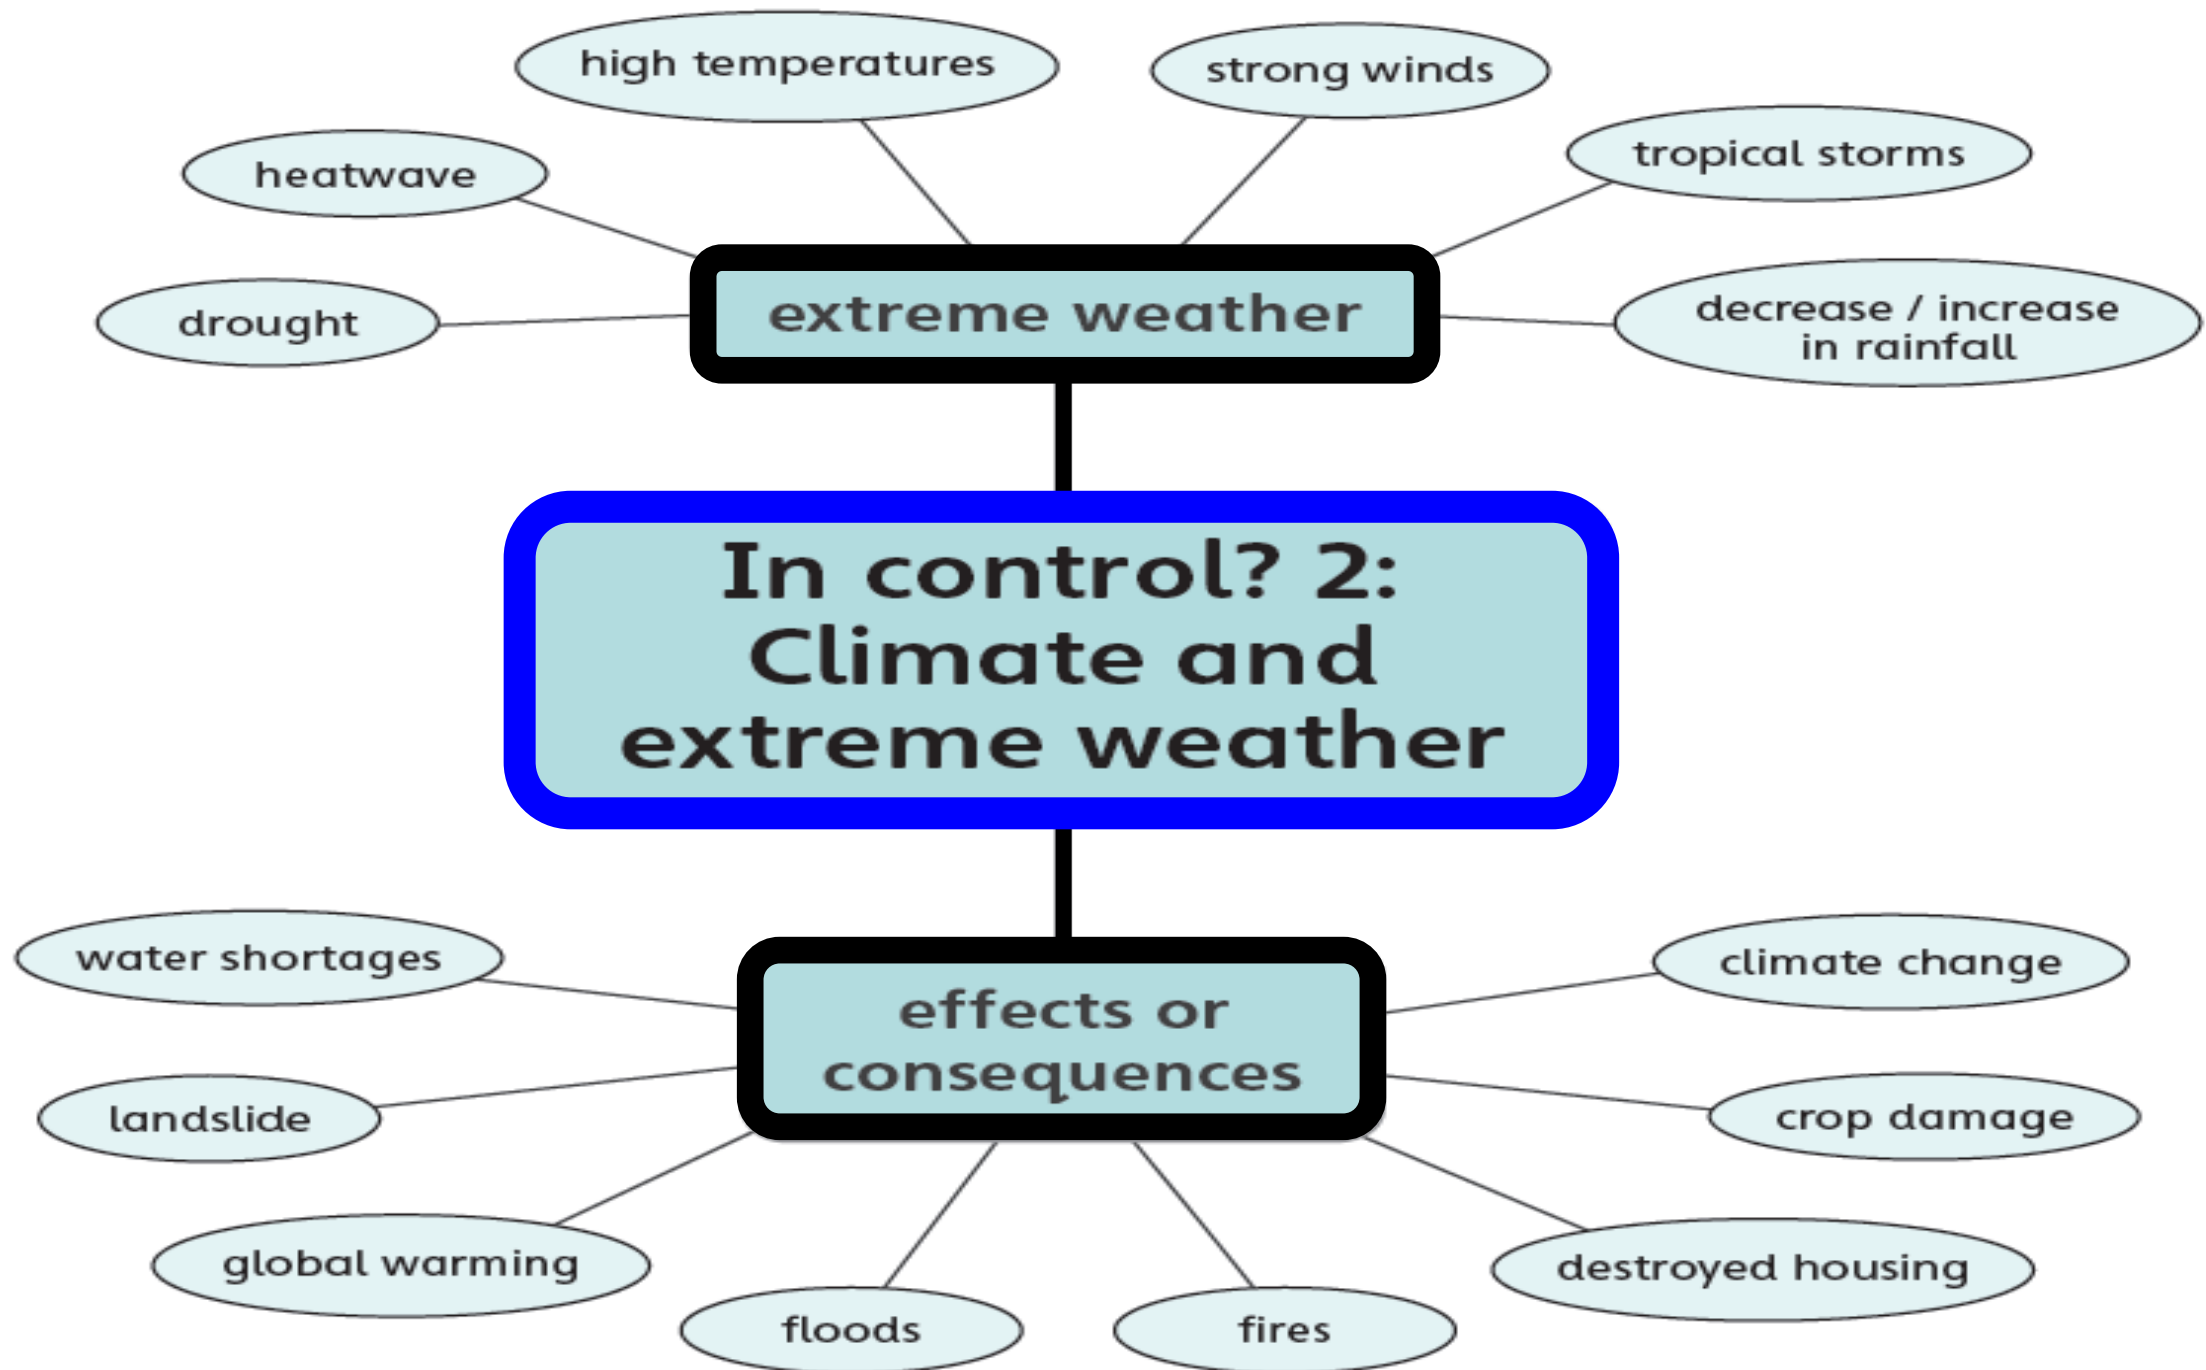 high temperatures
strong winds
tropical storms
heatwave
drought
extreme weather
decrease / increase
in rainfall
In control? 2:
Climate and
extreme weather
water shortages
climate change
effects or
consequences
landslide
crop damage
global warming
destroyed housing
floods
fires